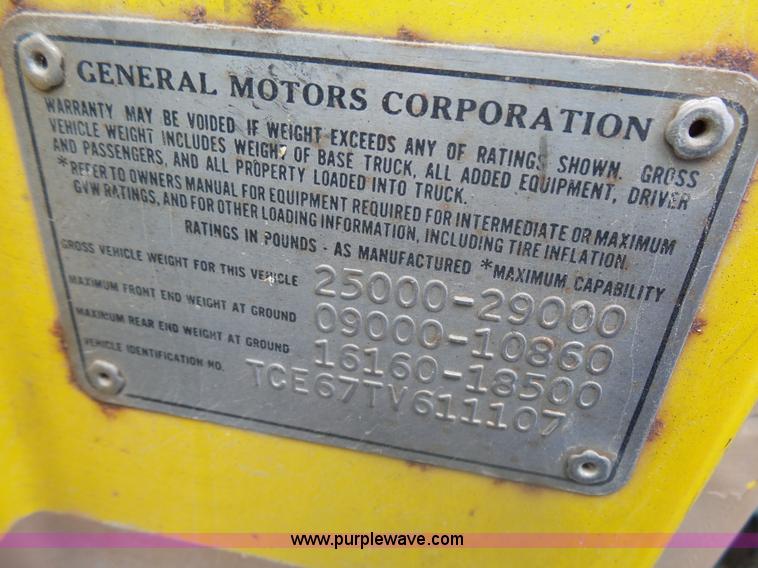 GENERAL MOTORS CORPORATION
WARRANTY MAY BE VOIDED IF WEIGHT EXCEEDS ANY OF RATINGS SHOWN. GROSS
VEHICLE WEIGHT INCLUDES WEIGHT OF BASE TRUCK, ALL ADDED EQUIPMENT, DRIVER
AND PASSENGERS, AND ALL PROPERTY LOADED INTO TRUCK.
*REFER TO OWNERS MANUAL FOR EQUIPMENT REQUIRED FOR INTERMEDIATE OR MAXIMUM
GVW RATINGS, AND FOR OTHER LOADING INFORMATION, INCLUDING TIRE INFLATION.
RATINGS IN POUNDS - AS MANUFACTURED *MAXIMUM CAPABILITY
GROSS VEHICLE WEIGHT FOR THIS VEHICLE 25000-29000
MAXIMUM FRONT END WEIGHT AT GROUND 09000-10860
MAXIMUM REAR END WEIGHT AT GROUND 16160-18500
VEHICLE IDENTIFICATION NO. TCE67TV611107
www.purplewave.com